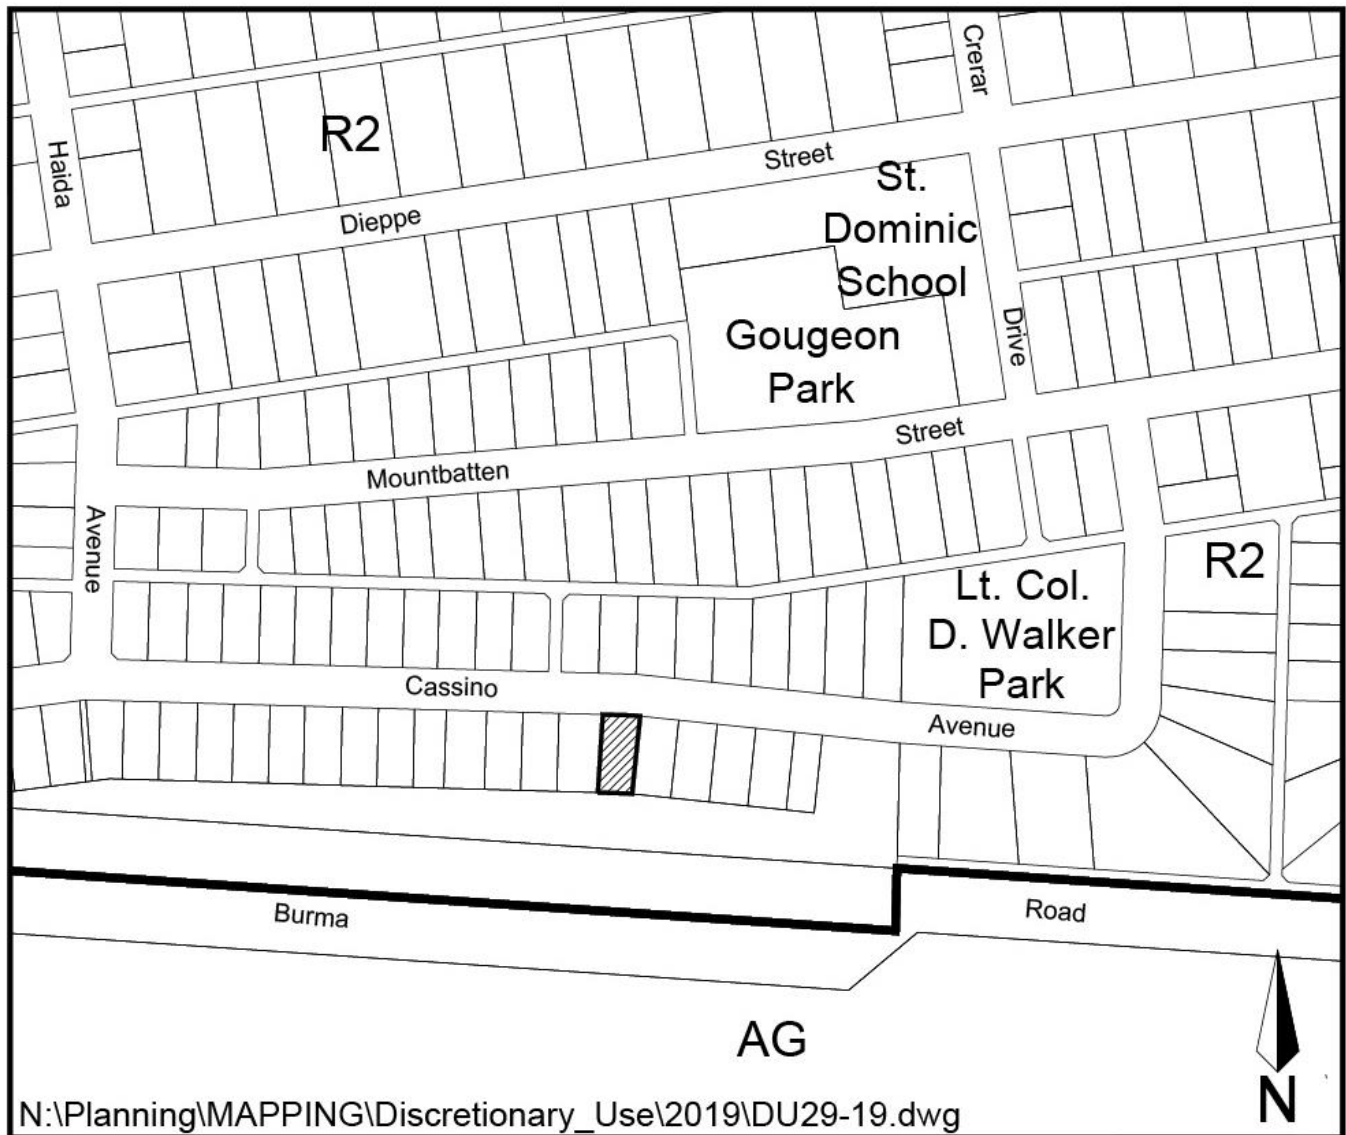 Crerar
R2
Haida
Street
St.
Dominic
School
Dieppe
Gougeon
Park
Drive
Street
Mountbatten
Avenue
R2
Lt. Col.
D. Walker
Park
Cassino
Avenue
Burma
Road
AG
N
N:\Planning\MAPPING\Discretionary_Use\2019\DU29-19.dwg